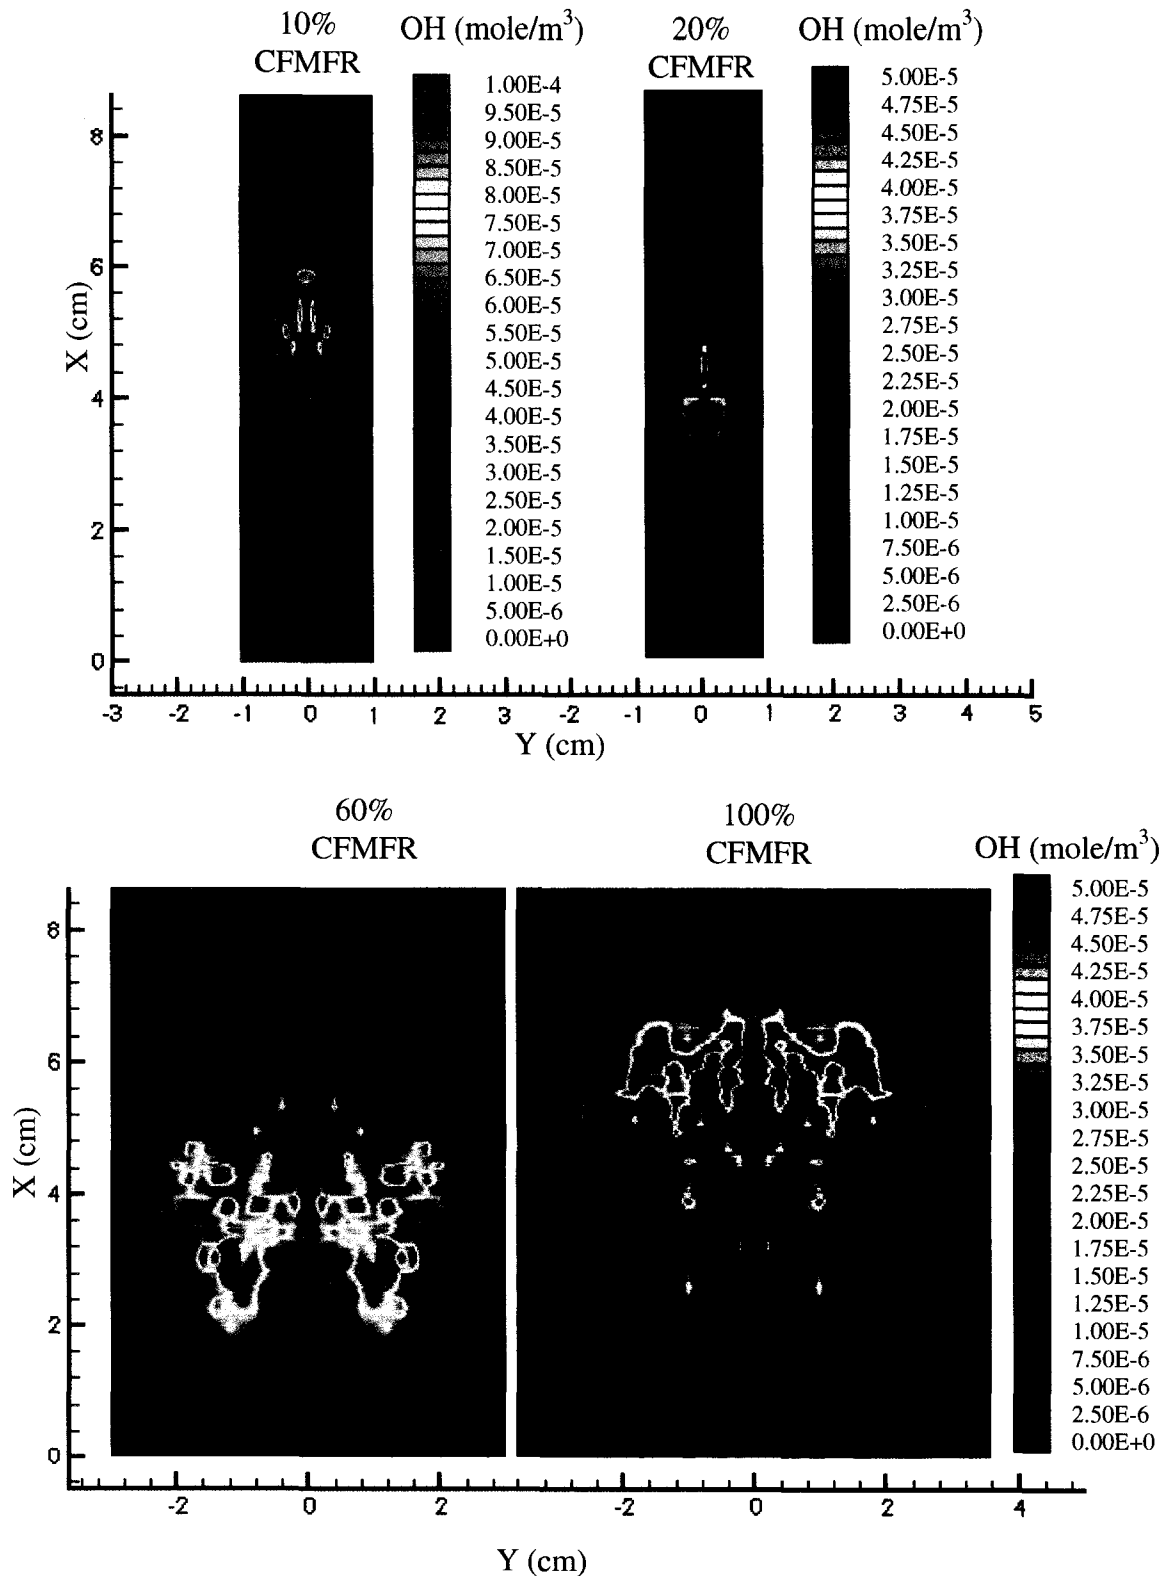 10%
CFMFR
OH (mole/m³)
20%
CFMFR
OH (mole/m³)
1.00E-4
9.50E-5
9.00E-5
8.50E-5
8.00E-5
7.50E-5
7.00E-5
6.50E-5
6.00E-5
5.50E-5
5.00E-5
4.50E-5
4.00E-5
3.50E-5
3.00E-5
2.50E-5
2.00E-5
1.50E-5
1.00E-5
5.00E-6
0.00E+0
5.00E-5
4.75E-5
4.50E-5
4.25E-5
4.00E-5
3.75E-5
3.50E-5
3.25E-5
3.00E-5
2.75E-5
2.50E-5
2.25E-5
2.00E-5
1.75E-5
1.50E-5
1.25E-5
1.00E-5
7.50E-6
5.00E-6
2.50E-6
0.00E+0
X (cm)
8
6
4
2
0
-3 -2 -1 0 1 2 3 -2 -1 0 1 2 3 4 5
Y (cm)
60%
CFMFR
100%
CFMFR
OH (mole/m³)
5.00E-5
4.75E-5
4.50E-5
4.25E-5
4.00E-5
3.75E-5
3.50E-5
3.25E-5
3.00E-5
2.75E-5
2.50E-5
2.25E-5
2.00E-5
1.75E-5
1.50E-5
1.25E-5
1.00E-5
7.50E-6
5.00E-6
2.50E-6
0.00E+0
X (cm)
8
6
4
2
0
-2 0 2 -2 0 2 4
Y (cm)